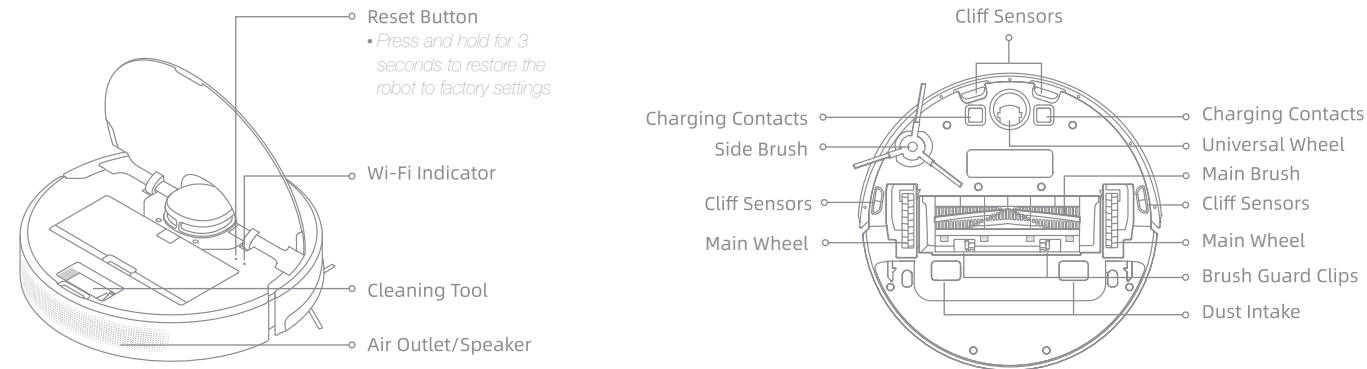 Reset Button
• Press and hold for 3
seconds to restore the
robot to factory settings
Wi-Fi Indicator
Cleaning Tool
Air Outlet/Speaker
Cliff Sensors
Charging Contacts
Side Brush
Cliff Sensors
Main Wheel
Charging Contacts
Universal Wheel
Main Brush
Cliff Sensors
Main Wheel
Brush Guard Clips
Dust Intake